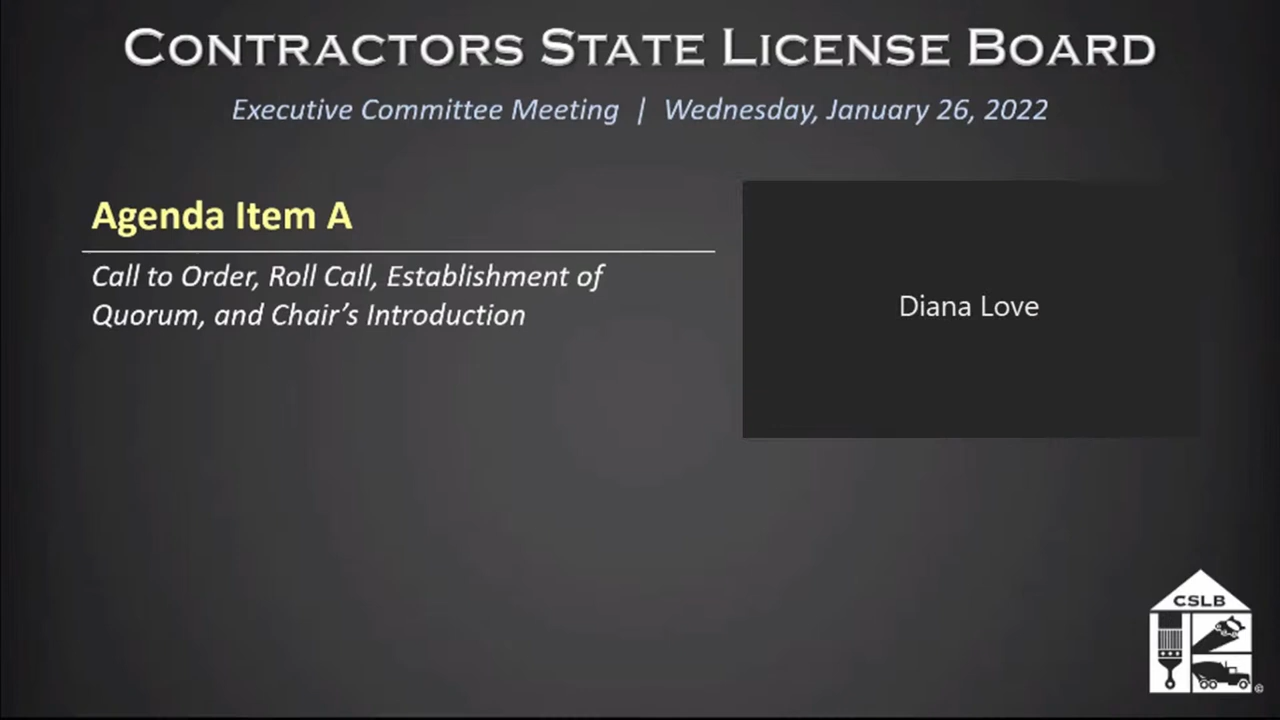 CONTRACTORS STATE LICENSE BOARD
Executive Committee Meeting | Wednesday, January 26, 2022
Agenda Item A
Call to Order, Roll Call, Establishment of
Quorum, and Chair’s Introduction
Diana Love
CSLB
©